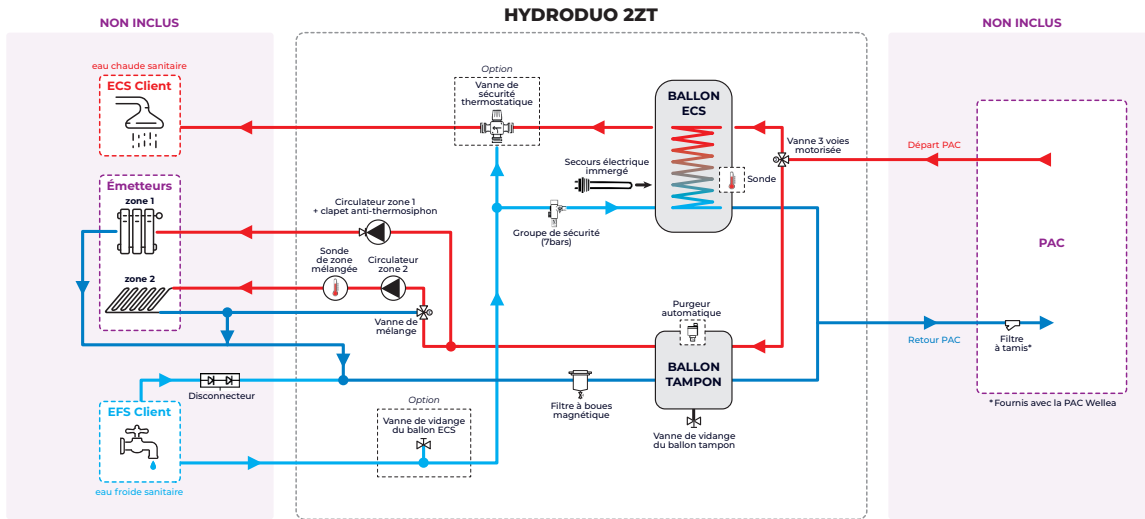 HYDRODUO 2ZT
NON INCLUS
NON INCLUS
eau chaude sanitaire
ECS Client
Option
Vanne de
sécurité
thermostatique
BALLON
ECS
Vanne 3 voies
motorisée
Départ PAC
Secours électrique
immergé
Sonde
Émetteurs
zone 1
Circulateur zone 1
+ clapet anti-thermosiphon
Groupe de sécurité
(7bars)
PAC
zone 2
Sonde
de zone
mélangée
Circulateur
zone 2
Vanne de
mélange
Purgeur
automatique
Retour PAC
Filtre
à tamis*
BALLON
TAMPON
Disconnecteur
Filtre à boues
magnétique
*Fournis avec la PAC Wellea
EFS Client
Option
Vanne de vidange
du ballon ECS
Vanne de vidange
du ballon tampon
eau froide sanitaire